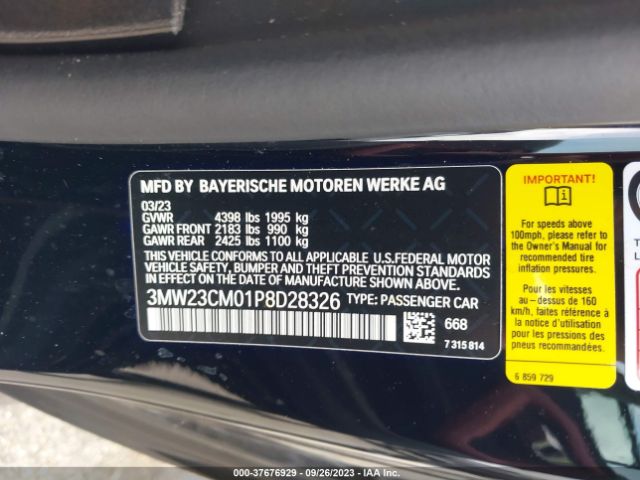 MFD BY BAYERISCHE MOTOREN WERKE AG
03/23
GVWR 4398 lbs 1995 kg
GAWR FRONT 2183 lbs 990 kg
GAWR REAR 2425 lbs 1100 kg
THIS VEHICLE CONFORMS TO ALL APPLICABLE U.S.FEDERAL MOTOR
VEHICLE SAFETY, BUMPER, AND THEFT PREVENTION STANDARDS
IN EFFECT ON THE DATE OF MANUFACTURE SHOWN ABOVE.
3MW23CM01P8D28326 TYPE: PASSENGER CAR
668
7 315 814
IMPORTANT!
For speeds above
100mph, please refer to
the Owner's Manual for
recommended tire
inflation pressures.
Pour les vitesses
au-dessus de 160
km/h, faites référence à
la notice d'utilisation
pour les pressions des
pneus recommandées.
6 859 729
000-37676929 - 09/26/2023 - IAA Inc.